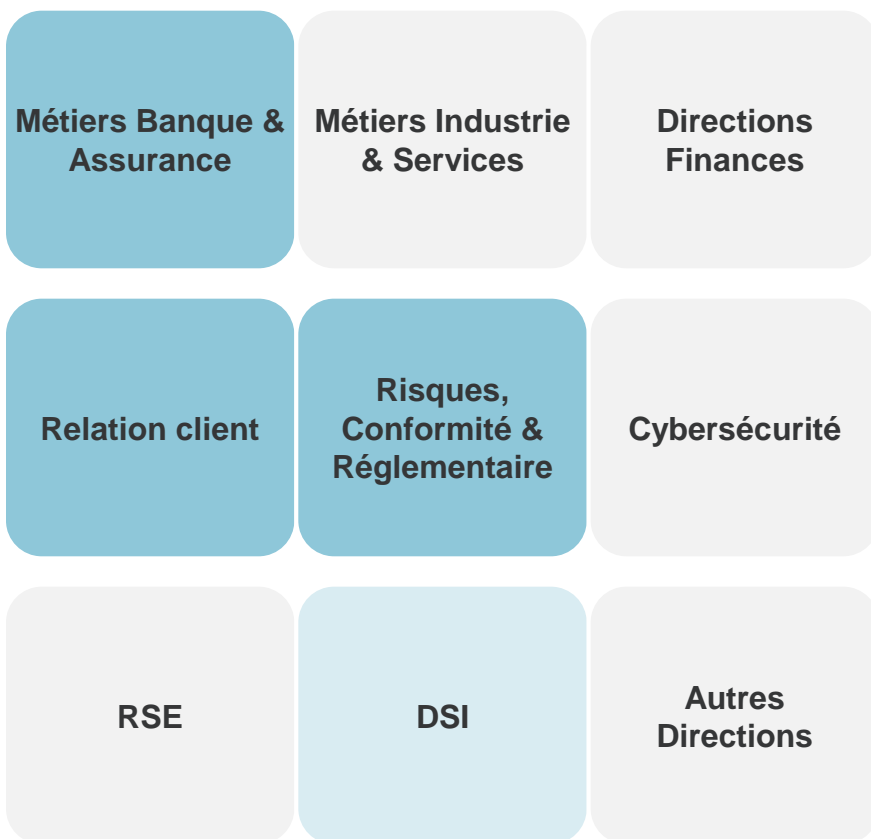 Métiers Banque &
Assurance
Métiers Industrie
& Services
Directions
Finances
Relation client
Risques,
Conformité &
Réglementaire
Cybersécurité
RSE
DSI
Autres
Directions